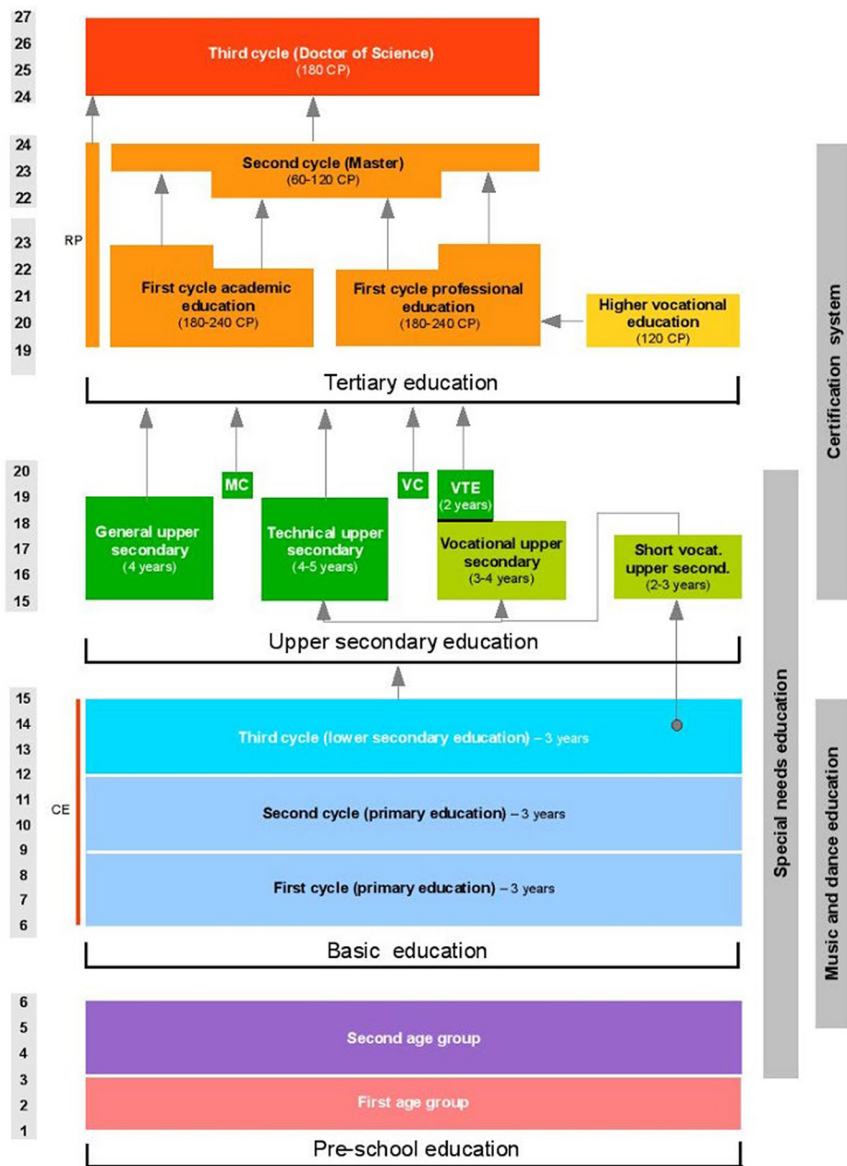 27
26
25
24
Third cycle (Doctor of Science)
(180 CP)
24
23
22
Second cycle (Master)
(60-120 CP)
RP
23
22
21
20
19
First cycle academic
education
(180-240 CP)
First cycle professional
education
(180-240 CP)
Higher vocational
education
(120 CP)
Tertiary education
20
19
18
17
16
15
General upper
secondary
(4 years)
MC
Technical upper
secondary
(4-5 years)
VC
VTE
(2 years)
Vocational upper
secondary
(3-4 years)
Short vocat.
upper second.
(2-3 years)
Upper secondary education
15
14
13
12
11
10
9
8
7
6
CE
Third cycle (lower secondary education) – 3 years
Second cycle (primary education) – 3 years
First cycle (primary education) – 3 years
Basic education
6
5
4
3
2
1
Second age group
First age group
Pre-school education
Special needs education
Certification system
Music and dance education